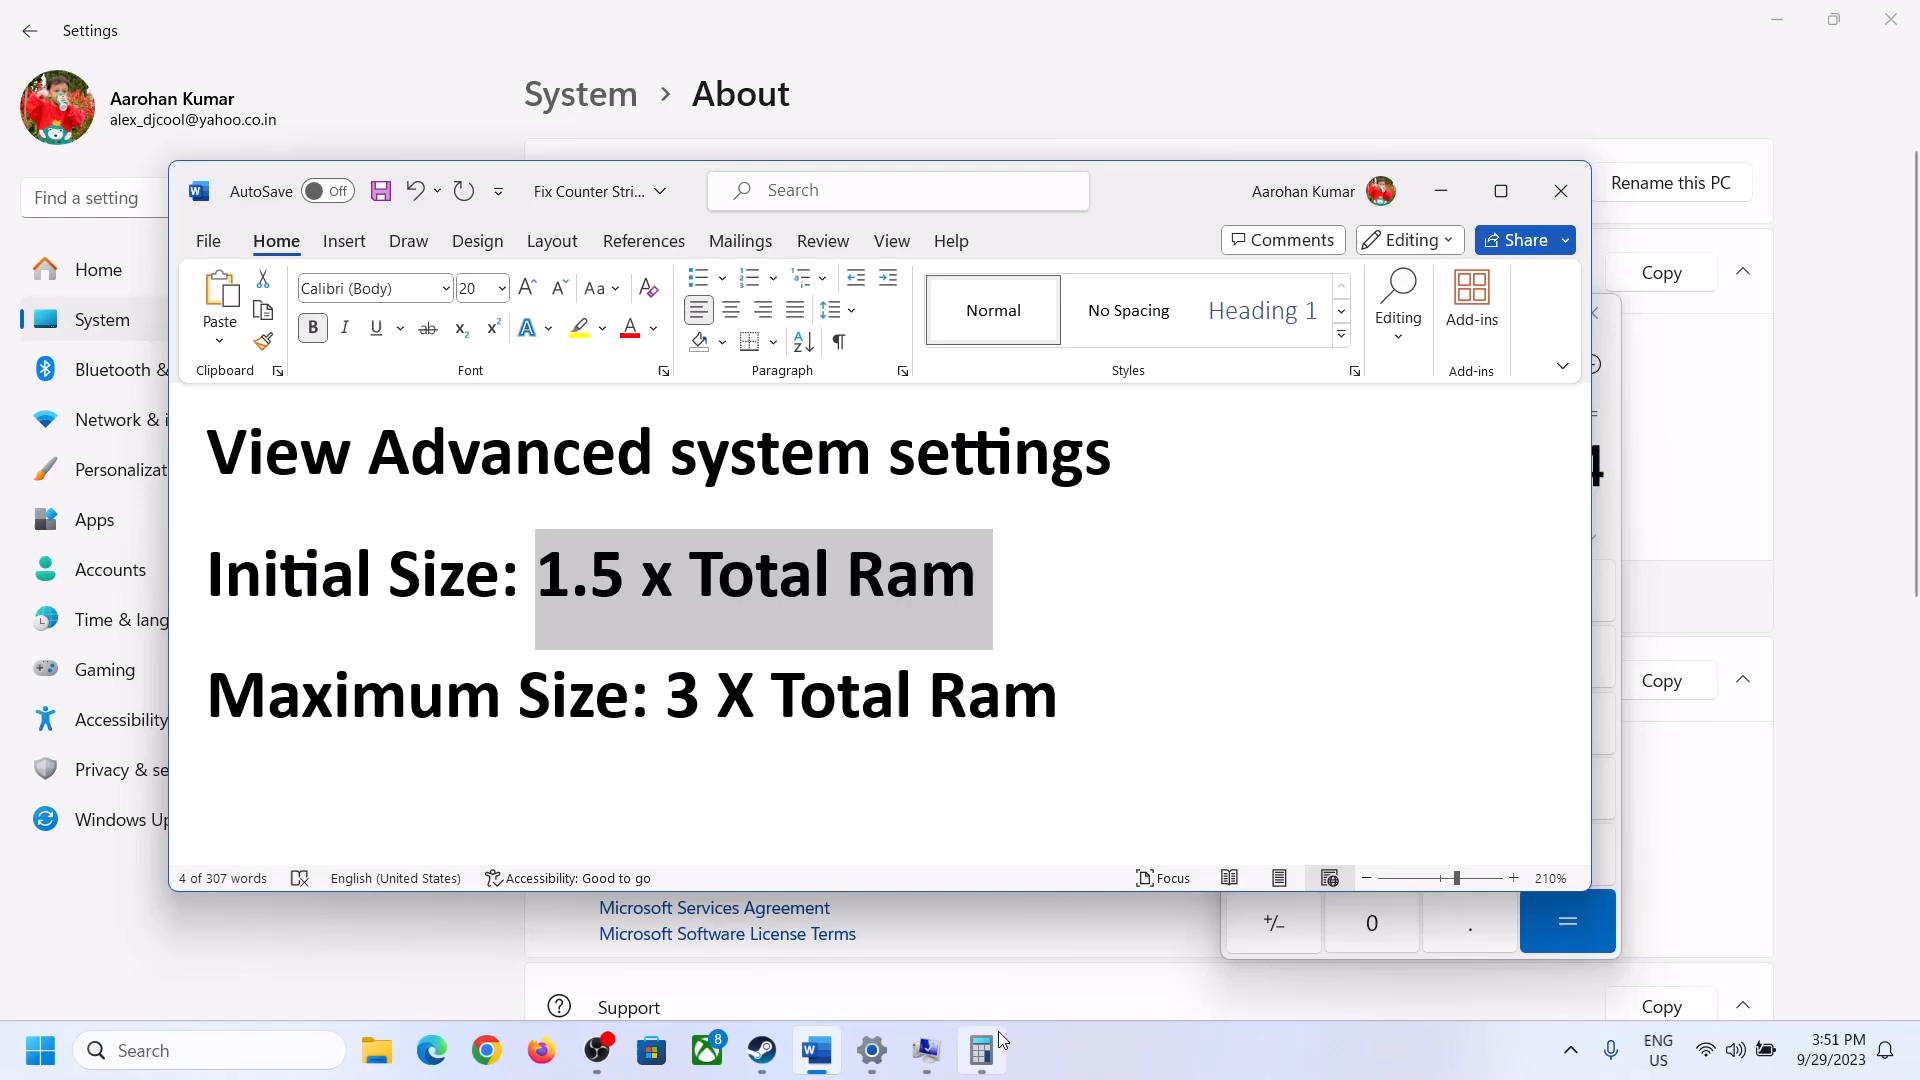 Settings
Aarohan Kumar
alex_djcool@yahoo.co.in
System > About
Find a setting
Home
System
Bluetooth &
Network & i
Personalizat
Apps
Accounts
Time & lang
Gaming
Accessibility
Privacy & se
Windows Up
Rename this PC
Copy
Copy
AutoSave Off
Fix Counter Stri...
Search
Aarohan Kumar
File Home Insert Draw Design Layout References Mailings Review View Help
Comments Editing Share
Paste
Calibri (Body) 20
Normal
No Spacing
Heading 1
Editing
Add-ins
Clipboard Font Paragraph Styles Add-ins
View Advanced system settings
Initial Size: 1.5 x Total Ram
Maximum Size: 3 X Total Ram
4 of 307 words
English (United States)
Accessibility: Good to go
Focus
210%
Microsoft Services Agreement
Microsoft Software License Terms
+/- 0 . =
Support
Copy
Search
8
ENG
US
3:51 PM
9/29/2023